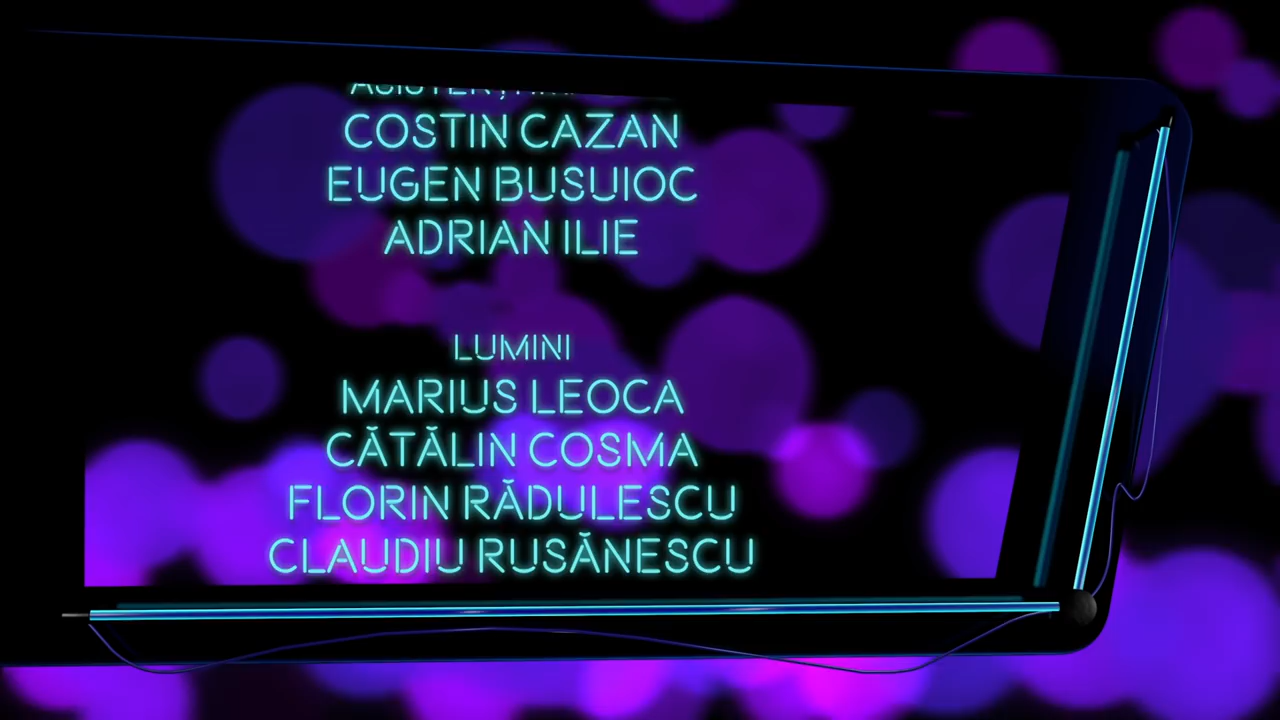 COSTIN CAZAN
EUGEN BUSUIOC
ADRIAN ILIE
LUMINI
MARIUS LEOCA
CĂTĂLIN COSMA
FLORIN RĂDULESCU
CLAUDIU RUSĂNESCU